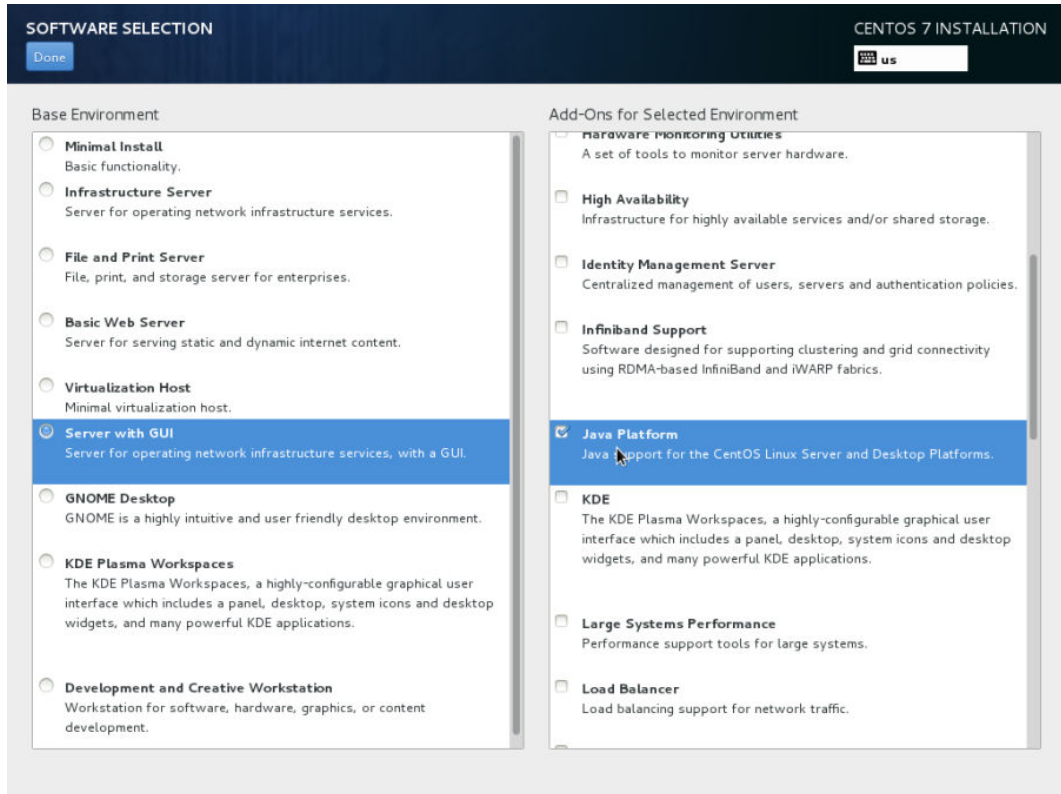 SOFTWARE SELECTION
Done
CENTOS 7 INSTALLATION
us
Base Environment
Minimal Install
Basic functionality.
Infrastructure Server
Server for operating network infrastructure services.
File and Print Server
File, print, and storage server for enterprises.
Basic Web Server
Server for serving static and dynamic internet content.
Virtualization Host
Minimal virtualization host.
Server with GUI
Server for operating network infrastructure services, with a GUI.
GNOME Desktop
GNOME is a highly intuitive and user friendly desktop environment.
KDE Plasma Workspaces
The KDE Plasma Workspaces, a highly-configurable graphical user
interface which includes a panel, desktop, system icons and desktop
widgets, and many powerful KDE applications.
Development and Creative Workstation
Workstation for software, hardware, graphics, or content
development.
Add-Ons for Selected Environment
Hardware Monitoring Utilities
A set of tools to monitor server hardware.
High Availability
Infrastructure for highly available services and/or shared storage.
Identity Management Server
Centralized management of users, servers and authentication policies.
Infiniband Support
Software designed for supporting clustering and grid connectivity
using RDMA-based InfiniBand and iWARP fabrics.
Java Platform
Java support for the CentOS Linux Server and Desktop Platforms.
KDE
The KDE Plasma Workspaces, a highly-configurable graphical user
interface which includes a panel, desktop, system icons and desktop
widgets, and many powerful KDE applications.
Large Systems Performance
Performance support tools for large systems.
Load Balancer
Load balancing support for network traffic.